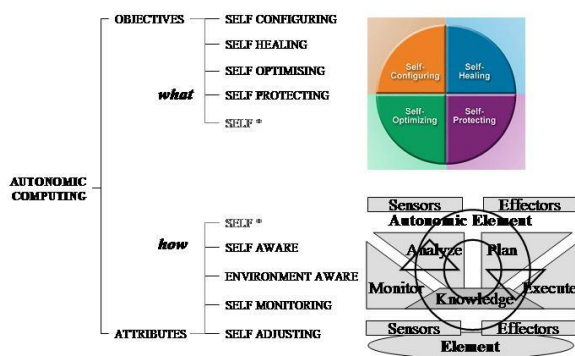 OBJECTIVES
SELF CONFIGURING
SELF HEALING
SELF OPTIMISING
what
SELF PROTECTING
SELF *
AUTONOMIC
COMPUTING
SELF *
how
SELF AWARE
ENVIRONMENT AWARE
SELF MONITORING
ATTRIBUTES
SELF ADJUSTING
Self-
Configuring
Self-
Healing
Self-
Optimizing
Self-
Protecting
Sensors
Effectors
Autonomic Element
Analyze
Plan
Monitor
Execute
Knowledge
Sensors
Effectors
Element